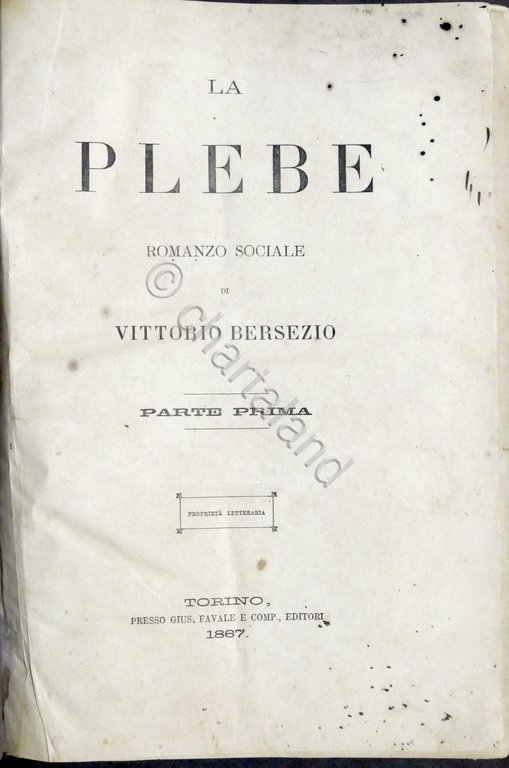 LA
PLEBE
ROMANZO SOCIALE
DI
VITTORIO BERSEZIO
PARTE PRIMA
PROPRIETÀ LETTERARIA
TORINO,
PRESSO GIUS. FAVALE E COMP., EDITORI
1867.
© chartaland